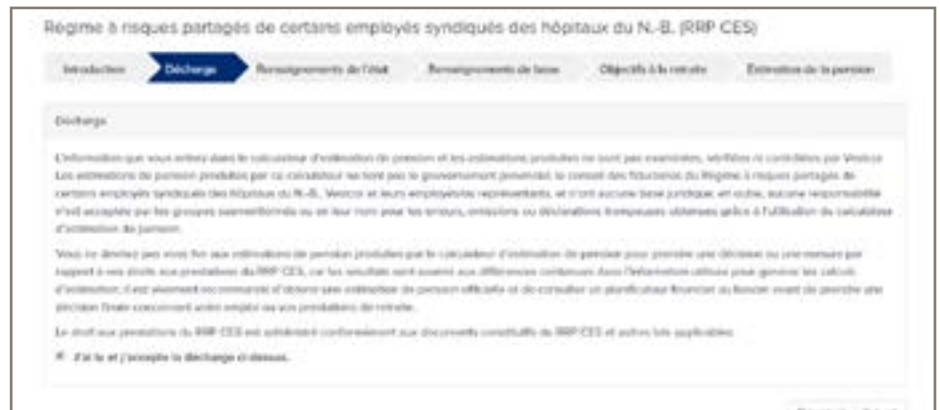 Régime à risques partagés de certains employés syndiqués des hôpitaux du N.-B. (RRP CES)
Introduction Décharge Renseignements de l'état Renseignements de base Objectifs à la retraite Estimation de la pension
Décharge
L'information que vous entrez dans le calculateur d'estimation de pension et les estimations produites ne sont pas examinées, vérifiées ni contrôlées par Vestcor.
Les estimations de pension produites par ce calculateur ne lient pas le gouvernement provincial, le conseil des fiduciaires du Régime à risques partagés de
certains employés syndiqués des hôpitaux du N.-B., Vestcor et leurs employés/es représentants, et n'ont aucune base juridique; en outre, aucune responsabilité
n'est acceptée par les groupes susmentionnés ou en leur nom pour les erreurs, omissions ou déclarations trompeuses obtenues grâce à l'utilisation du calculateur
d'estimation de pension.
Vous ne devriez pas vous fier aux estimations de pension produites par le calculateur d'estimation de pension pour prendre une décision ou une mesure par
rapport à vos droits aux prestations du RRP CES, car les résultats sont soumis aux différences contenues dans l'information utilisée pour générer les calculs
d'estimation; il est vivement recommandé d'obtenir une estimation de pension officielle et de consulter un planificateur financier au besoin avant de prendre une
décision finale concernant votre emploi ou vos prestations de retraite.
Le droit aux prestations du RRP CES est déterminé conformément aux documents constitutifs du RRP CES et autres lois applicables.
J'ai lu et j'accepte la décharge ci-dessus.